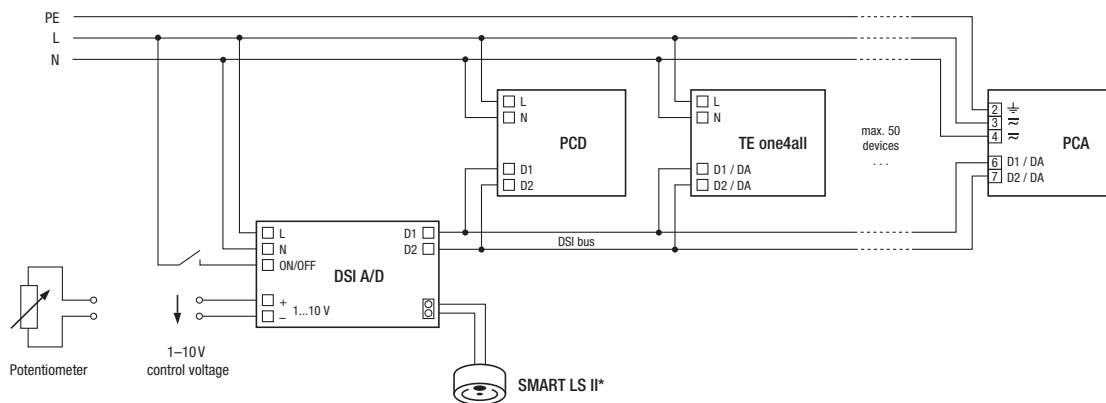 PE
L
N
L
N
PCD
D1
D2
L
N
TE one4all
D1 / DA
D2 / DA
max. 50
devices
. . .
2
3
4
PCA
6 D1 / DA
7 D2 / DA
L
N
ON/OFF
DSI A/D
D1
D2
DSI bus
+
–
1...10 V
Potentiometer
1–10 V
control voltage
SMART LS II*